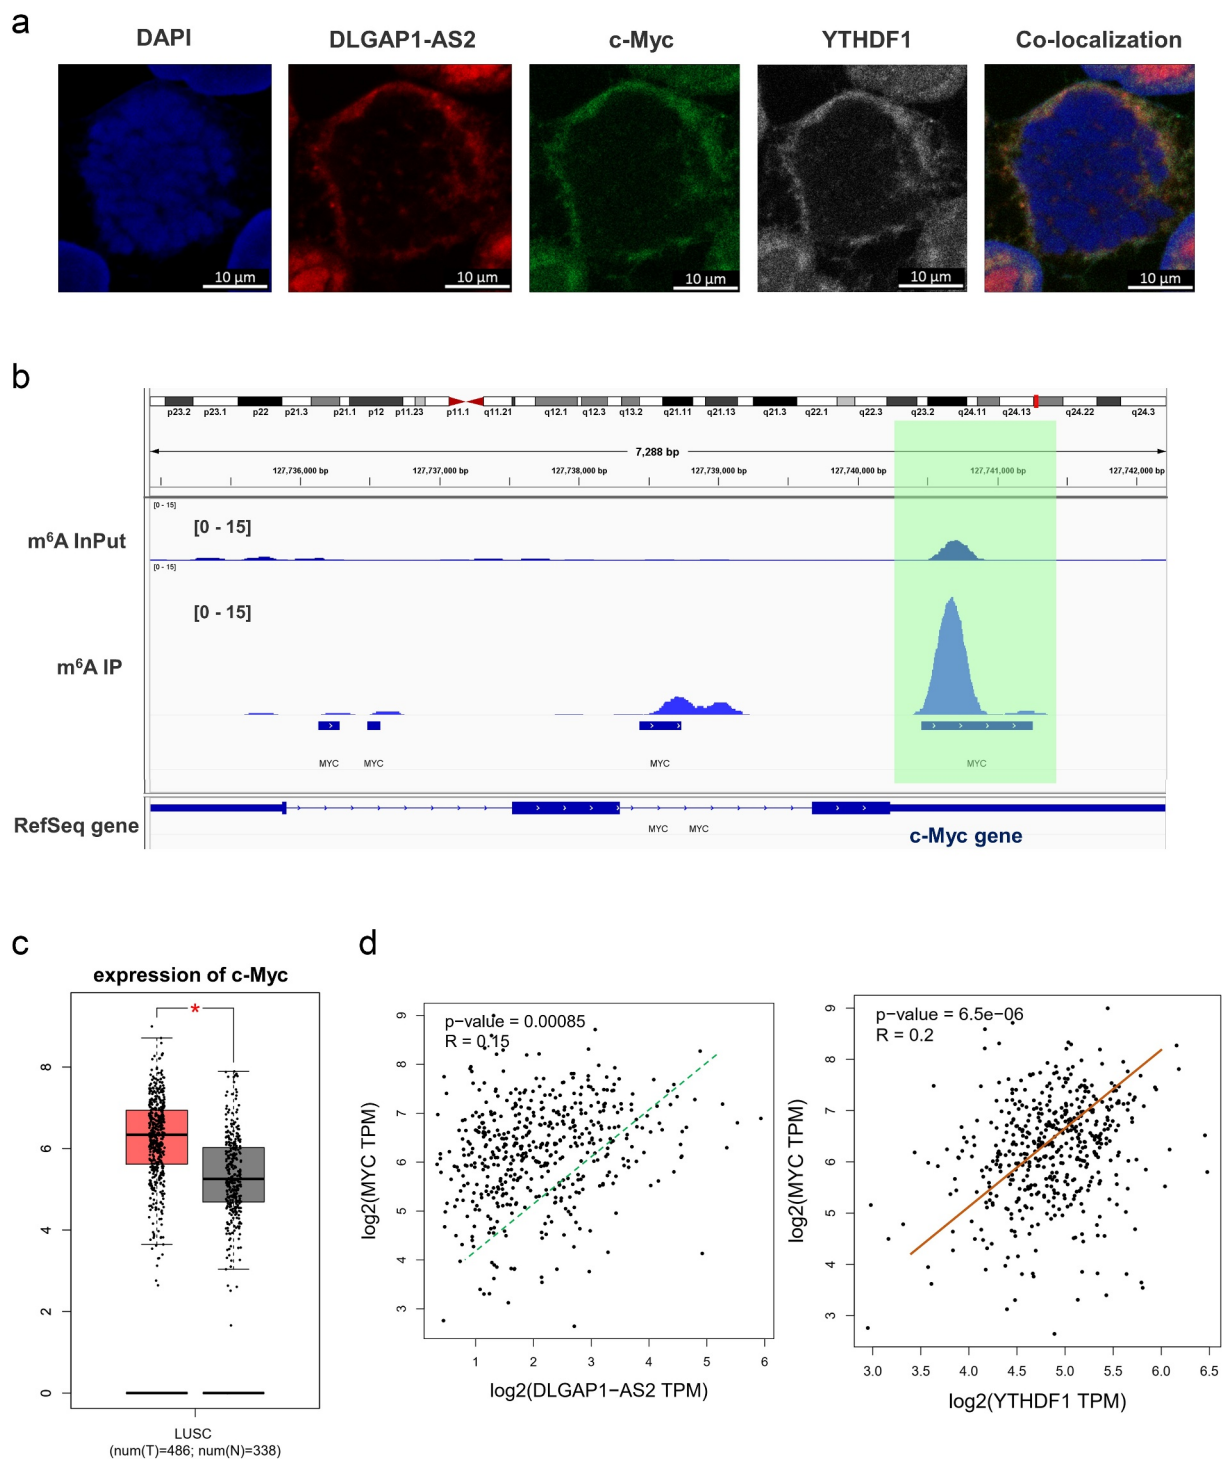 a
DAPI
DLGAP1-AS2
c-Myc
YTHDF1
Co-localization
10 μm
10 μm
10 μm
10 μm
10 μm
b
p23.2 p23.1 p22 p21.3 p21.1 p12 p11.23 p11.1 q11.21 q12.1 q12.3 q13.2 q21.11 q21.13 q21.3 q22.1 q22.3 q23.2 q24.11 q24.13 q24.22 q24.3
7,288 bp
127,736,000 bp 127,737,000 bp 127,738,000 bp 127,739,000 bp 127,740,000 bp 127,741,000 bp 127,742,000 bp
[0 - 15]
[0 - 15]
m⁶A InPut
[0 - 15]
[0 - 15]
m⁶A IP
MYC MYC MYC MYC
RefSeq gene
MYC MYC
c-Myc gene
c
expression of c-Myc
*
8
6
4
2
0
LUSC
(num(T)=486; num(N)=338)
d
p−value = 0.00085
R = 0.15
9
8
7
6
5
4
3
log2(MYC TPM)
1 2 3 4 5 6
log2(DLGAP1−AS2 TPM)
p−value = 6.5e−06
R = 0.2
9
8
7
6
5
4
3
log2(MYC TPM)
3.0 3.5 4.0 4.5 5.0 5.5 6.0 6.5
log2(YTHDF1 TPM)